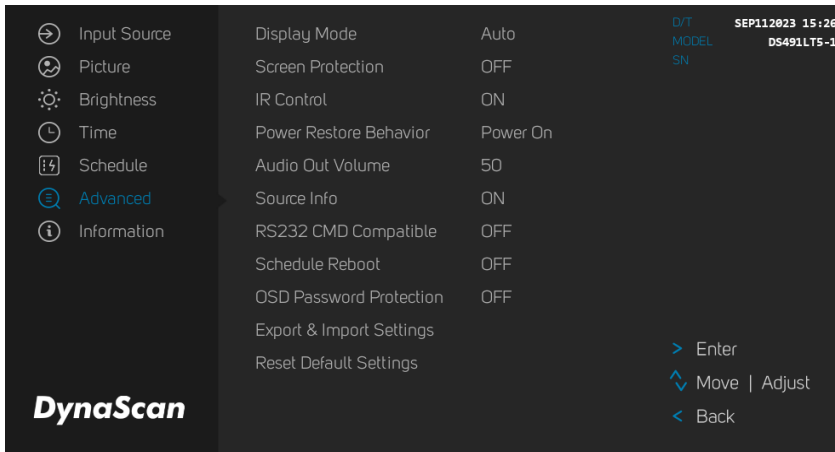 Input Source
Picture
Brightness
Time
Schedule
Advanced
Information
DynaScan
Display Mode Auto
Screen Protection OFF
IR Control ON
Power Restore Behavior Power On
Audio Out Volume 50
Source Info ON
RS232 CMD Compatible OFF
Schedule Reboot OFF
OSD Password Protection OFF
Export & Import Settings
Reset Default Settings
D/T SEP112023 15:26
MODEL DS491LT5-1
SN
> Enter
Move | Adjust
< Back